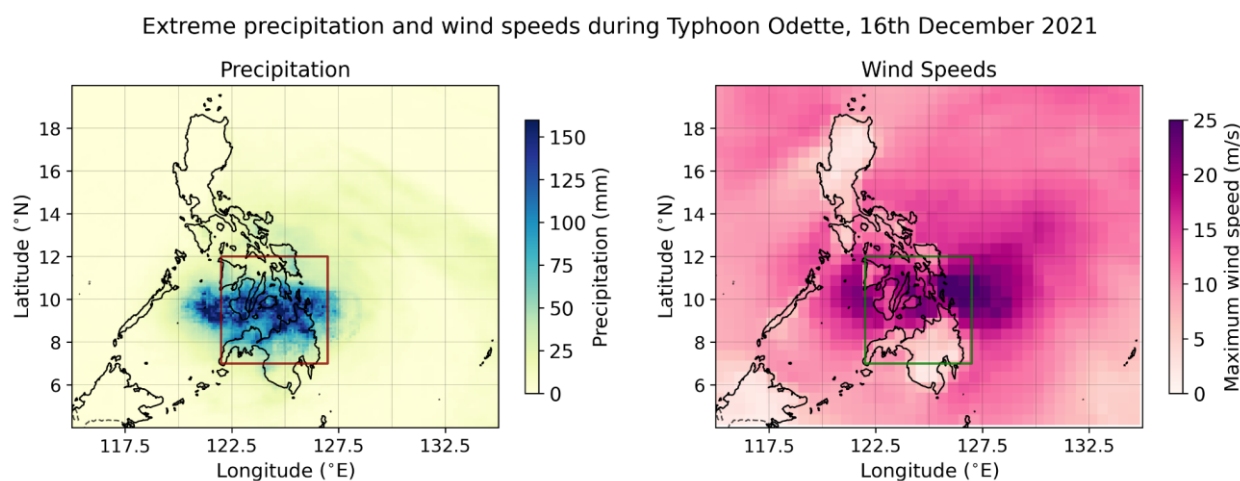 Extreme precipitation and wind speeds during Typhoon Odette, 16th December 2021
Precipitation
18
16
14
12
10
8
6
117.5 122.5 127.5 132.5
Longitude (°E)
Latitude (°N)
150
125
100
75
50
25
0
Precipitation (mm)
Wind Speeds
18
16
14
12
10
8
6
117.5 122.5 127.5 132.5
Longitude (°E)
Latitude (°N)
25
20
15
10
5
0
Maximum wind speed (m/s)